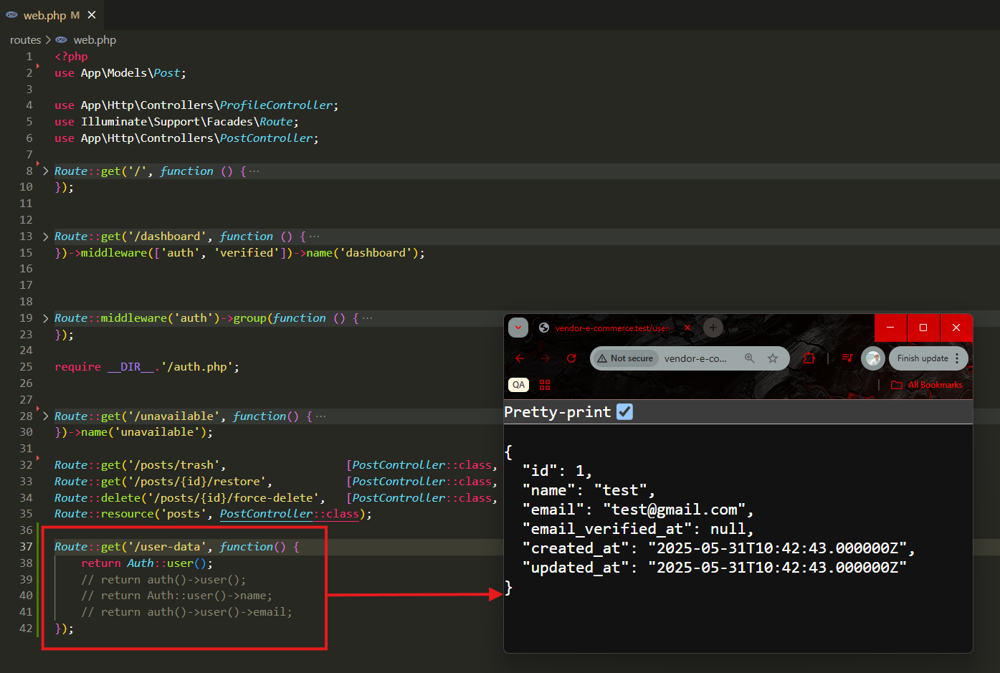 web.php M
routes > web.php
1 <?php
2 use App\Models\Post;
3
4 use App\Http\Controllers\ProfileController;
5 use Illuminate\Support\Facades\Route;
6 use App\Http\Controllers\PostController;
7
8 Route::get('/', function () {···
10 });
11
12
13 Route::get('/dashboard', function () {···
15 })->middleware(['auth', 'verified'])->name('dashboard');
16
17
18
19 Route::middleware('auth')->group(function () {···
23 });
24
25 require __DIR__.'/auth.php';
26
27
28 Route::get('/unavailable', function() {···
30 })->name('unavailable');
31
32 Route::get('/posts/trash', [PostController::class,
33 Route::get('/posts/{id}/restore', [PostController::class,
34 Route::delete('/posts/{id}/force-delete', [PostController::class,
35 Route::resource('posts', PostController::class);
36
37 Route::get('/user-data', function() {
38 return Auth::user();
39 // return auth()->user();
40 // return Auth::user()->name;
41 // return auth()->user()->email;
42 });
vendor-e-commerce.test/user
Not secure vendor-e-co... Finish update
QA All Bookmarks
Pretty-print
{
"id": 1,
"name": "test",
"email": "test@gmail.com",
"email_verified_at": null,
"created_at": "2025-05-31T10:42:43.000000Z",
"updated_at": "2025-05-31T10:42:43.000000Z"
}